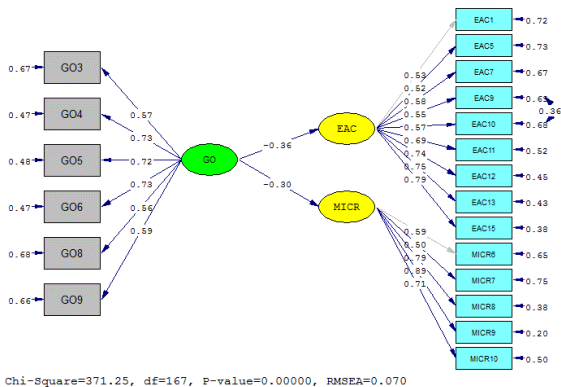 EAC1 0.72
EAC5 0.73
EAC7 0.67
EAC9
0.36
EAC10 0.68
EAC11 0.52
EAC12 0.45
EAC13 0.43
EAC15 0.38
MICR6 0.65
MICR7 0.75
MICR8 0.38
MICR9 0.20
MICR10 0.50
0.67 GO3
0.47 GO4
0.48 GO5
0.47 GO6
0.68 GO8
0.66 GO9
0.57
0.73
0.72
0.73
0.56
0.59
GO
-0.36
-0.30
EAC
MICR
0.53
0.52
0.58
0.55
0.57
0.69
0.74
0.75
0.79
0.59
0.50
0.79
0.89
0.71
Chi-Square=371.25, df=167, P-value=0.00000, RMSEA=0.070